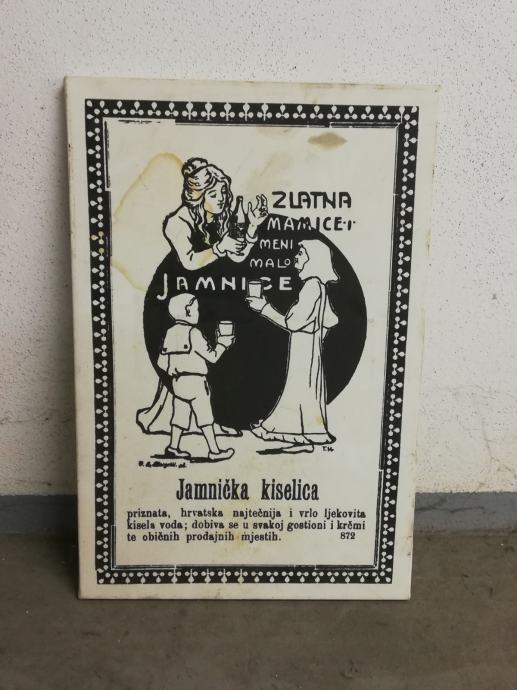 ZLATNA
MAMICE·I·
MENI
MALO
JAMNICE
T.K
Jamnička kiselica
priznata, hrvatska najtečnija i vrlo ljekovita
kisela voda; dobiva se u svakoj gostioni i krčmi
te običnih prodajnih mjestih. 872